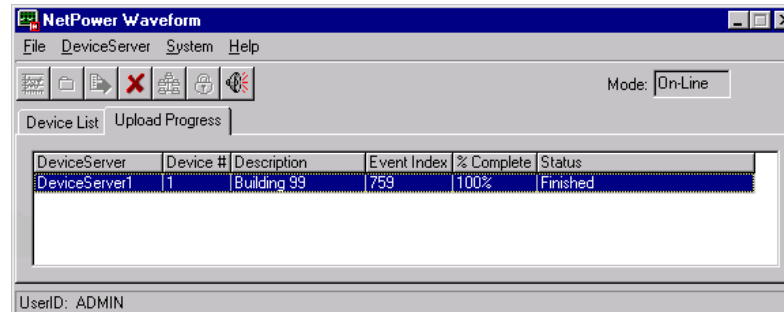 NetPower Waveform
File DeviceServer System Help
Mode: On-Line
Device List Upload Progress
DeviceServer Device # Description Event Index % Complete Status
DeviceServer1 1 Building 99 759 100% Finished
UserID: ADMIN